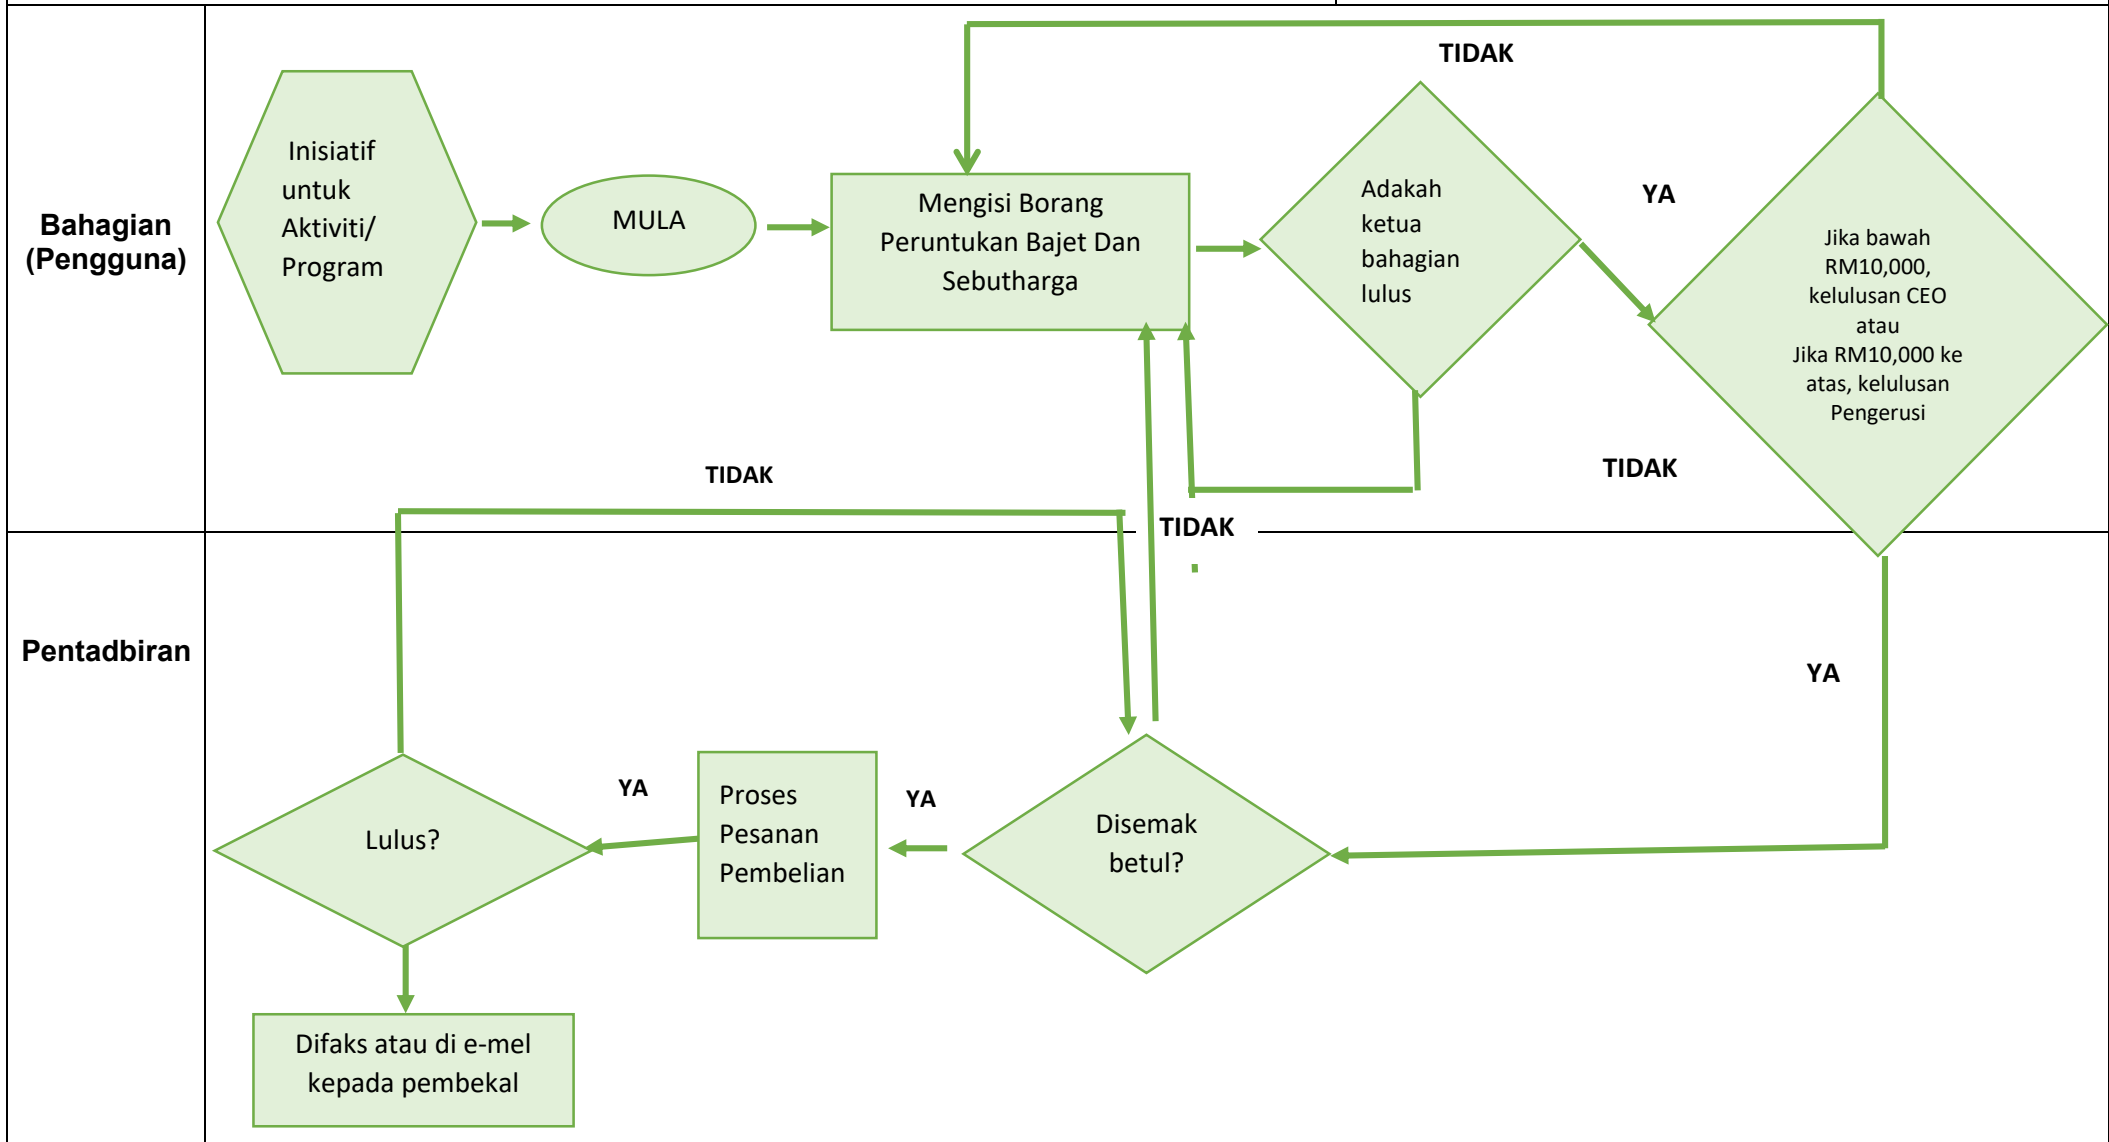 Bahagian
(Pengguna)
Inisiatif
untuk
Aktiviti/
Program
MULA
Mengisi Borang
Peruntukan Bajet Dan
Sebutharga
TIDAK
Adakah
ketua
bahagian
lulus
YA
Jika bawah
RM10,000,
kelulusan CEO
atau
Jika RM10,000 ke
atas, kelulusan
Pengerusi
TIDAK
TIDAK
TIDAK
Pentadbiran
YA
Lulus?
YA
Proses
Pesanan
Pembelian
YA
Disemak
betul?
Difaks atau di e-mel
kepada pembekal